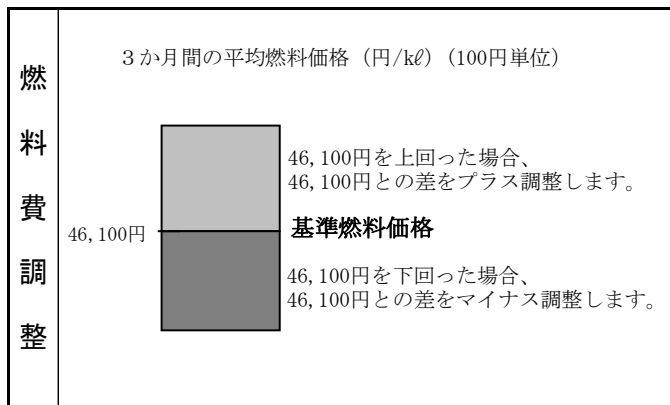 燃料費調整
3か月間の平均燃料価格（円/kℓ）（100円単位）
46,100円を上回った場合、
46,100円との差をプラス調整します。
46,100円
基準燃料価格
46,100円を下回った場合、
46,100円との差をマイナス調整します。